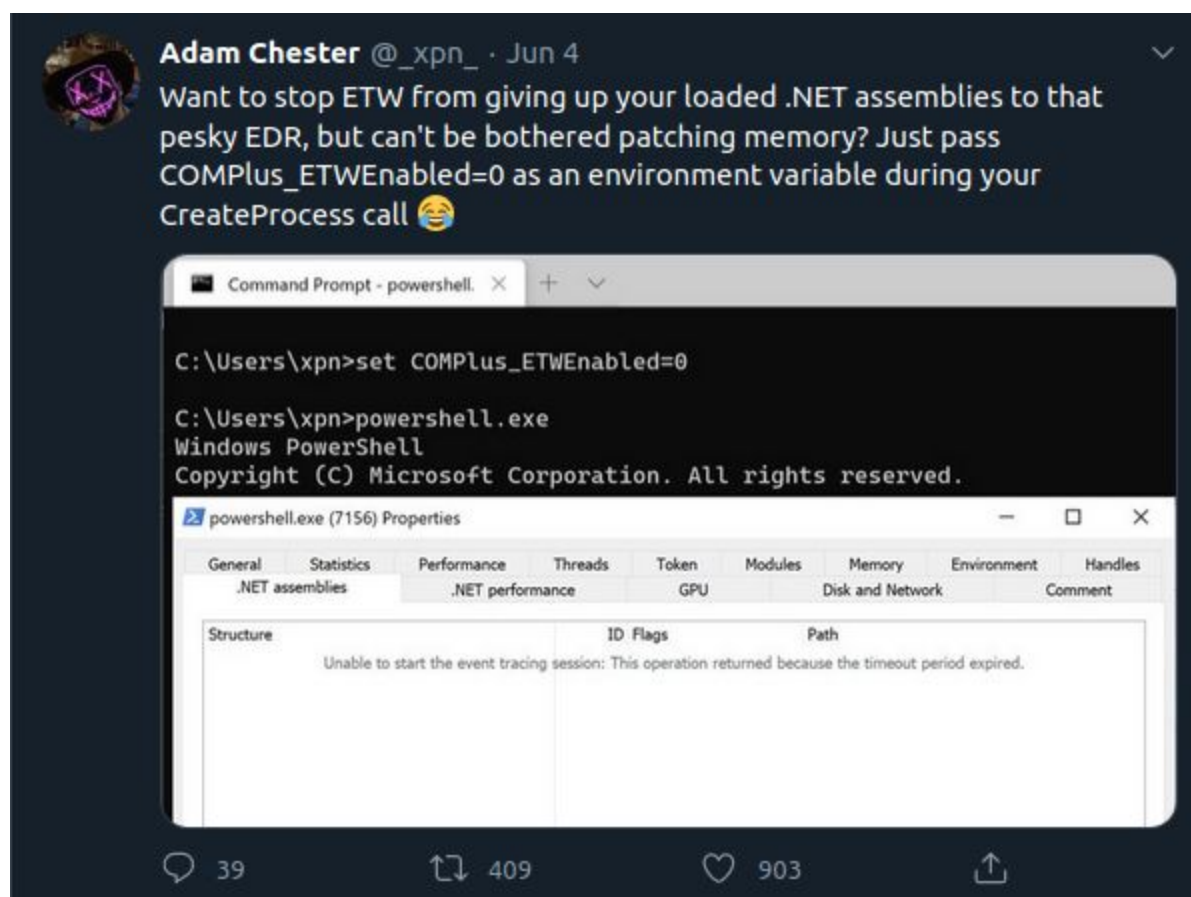 Adam Chester @_xpn_ · Jun 4
Want to stop ETW from giving up your loaded .NET assemblies to that
pesky EDR, but can't be bothered patching memory? Just pass
COMPlus_ETWEnabled=0 as an environment variable during your
CreateProcess call 😂
Command Prompt - powershell.
C:\Users\xpn>set COMPlus_ETWEnabled=0
C:\Users\xpn>powershell.exe
Windows PowerShell
Copyright (C) Microsoft Corporation. All rights reserved.
powershell.exe (7156) Properties
General Statistics Performance Threads Token Modules Memory Environment Handles
.NET assemblies .NET performance GPU Disk and Network Comment
Structure ID Flags Path
Unable to start the event tracing session: This operation returned because the timeout period expired.
39 409 903